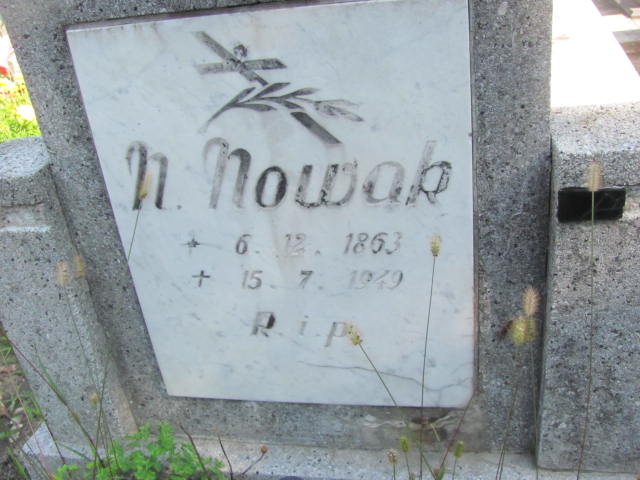 N. Nowak
* 6. 12. 1863
+ 15. 7. 1949
R. i. p.